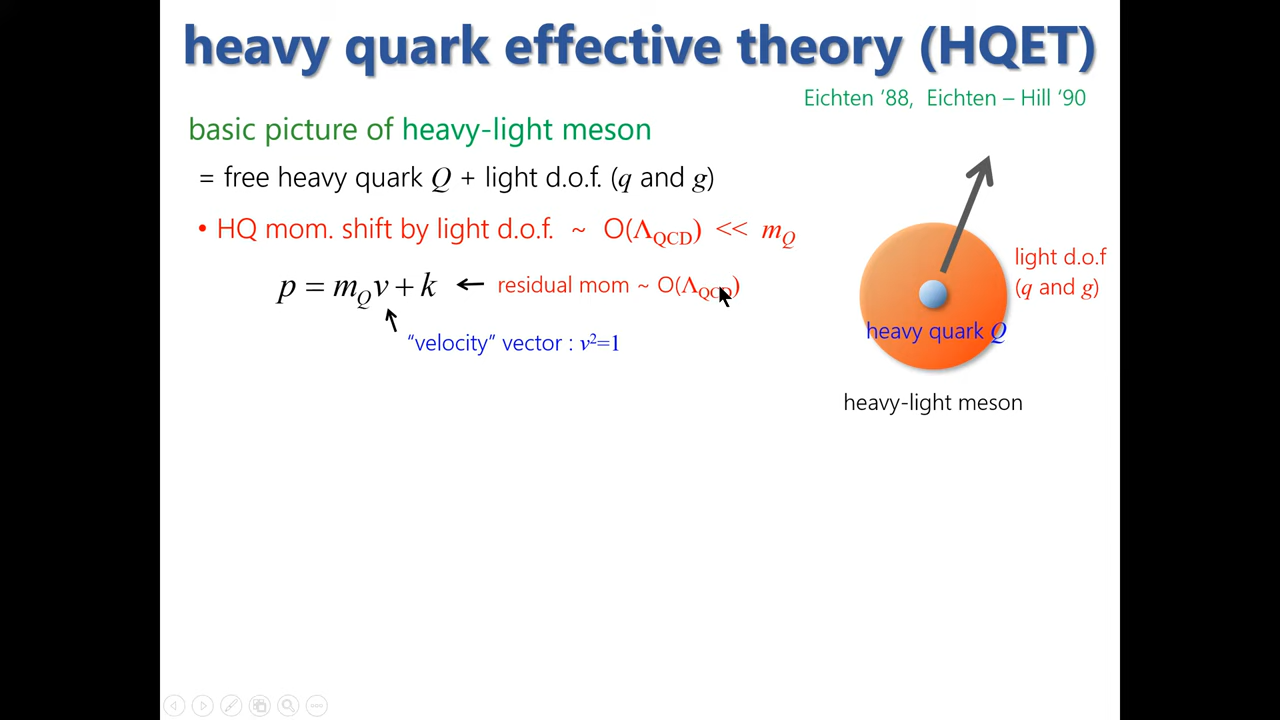 heavy quark effective theory (HQET)
Eichten ’88, Eichten – Hill ’90
basic picture of heavy-light meson
= free heavy quark Q + light d.o.f. (q and g)
• HQ mom. shift by light d.o.f. ~ O(Λ_QCD) << m_Q
p = m_Q v + k ← residual mom ~ O(Λ_QCD)
“velocity” vector : v²=1
light d.o.f
(q and g)
heavy quark Q
heavy-light meson